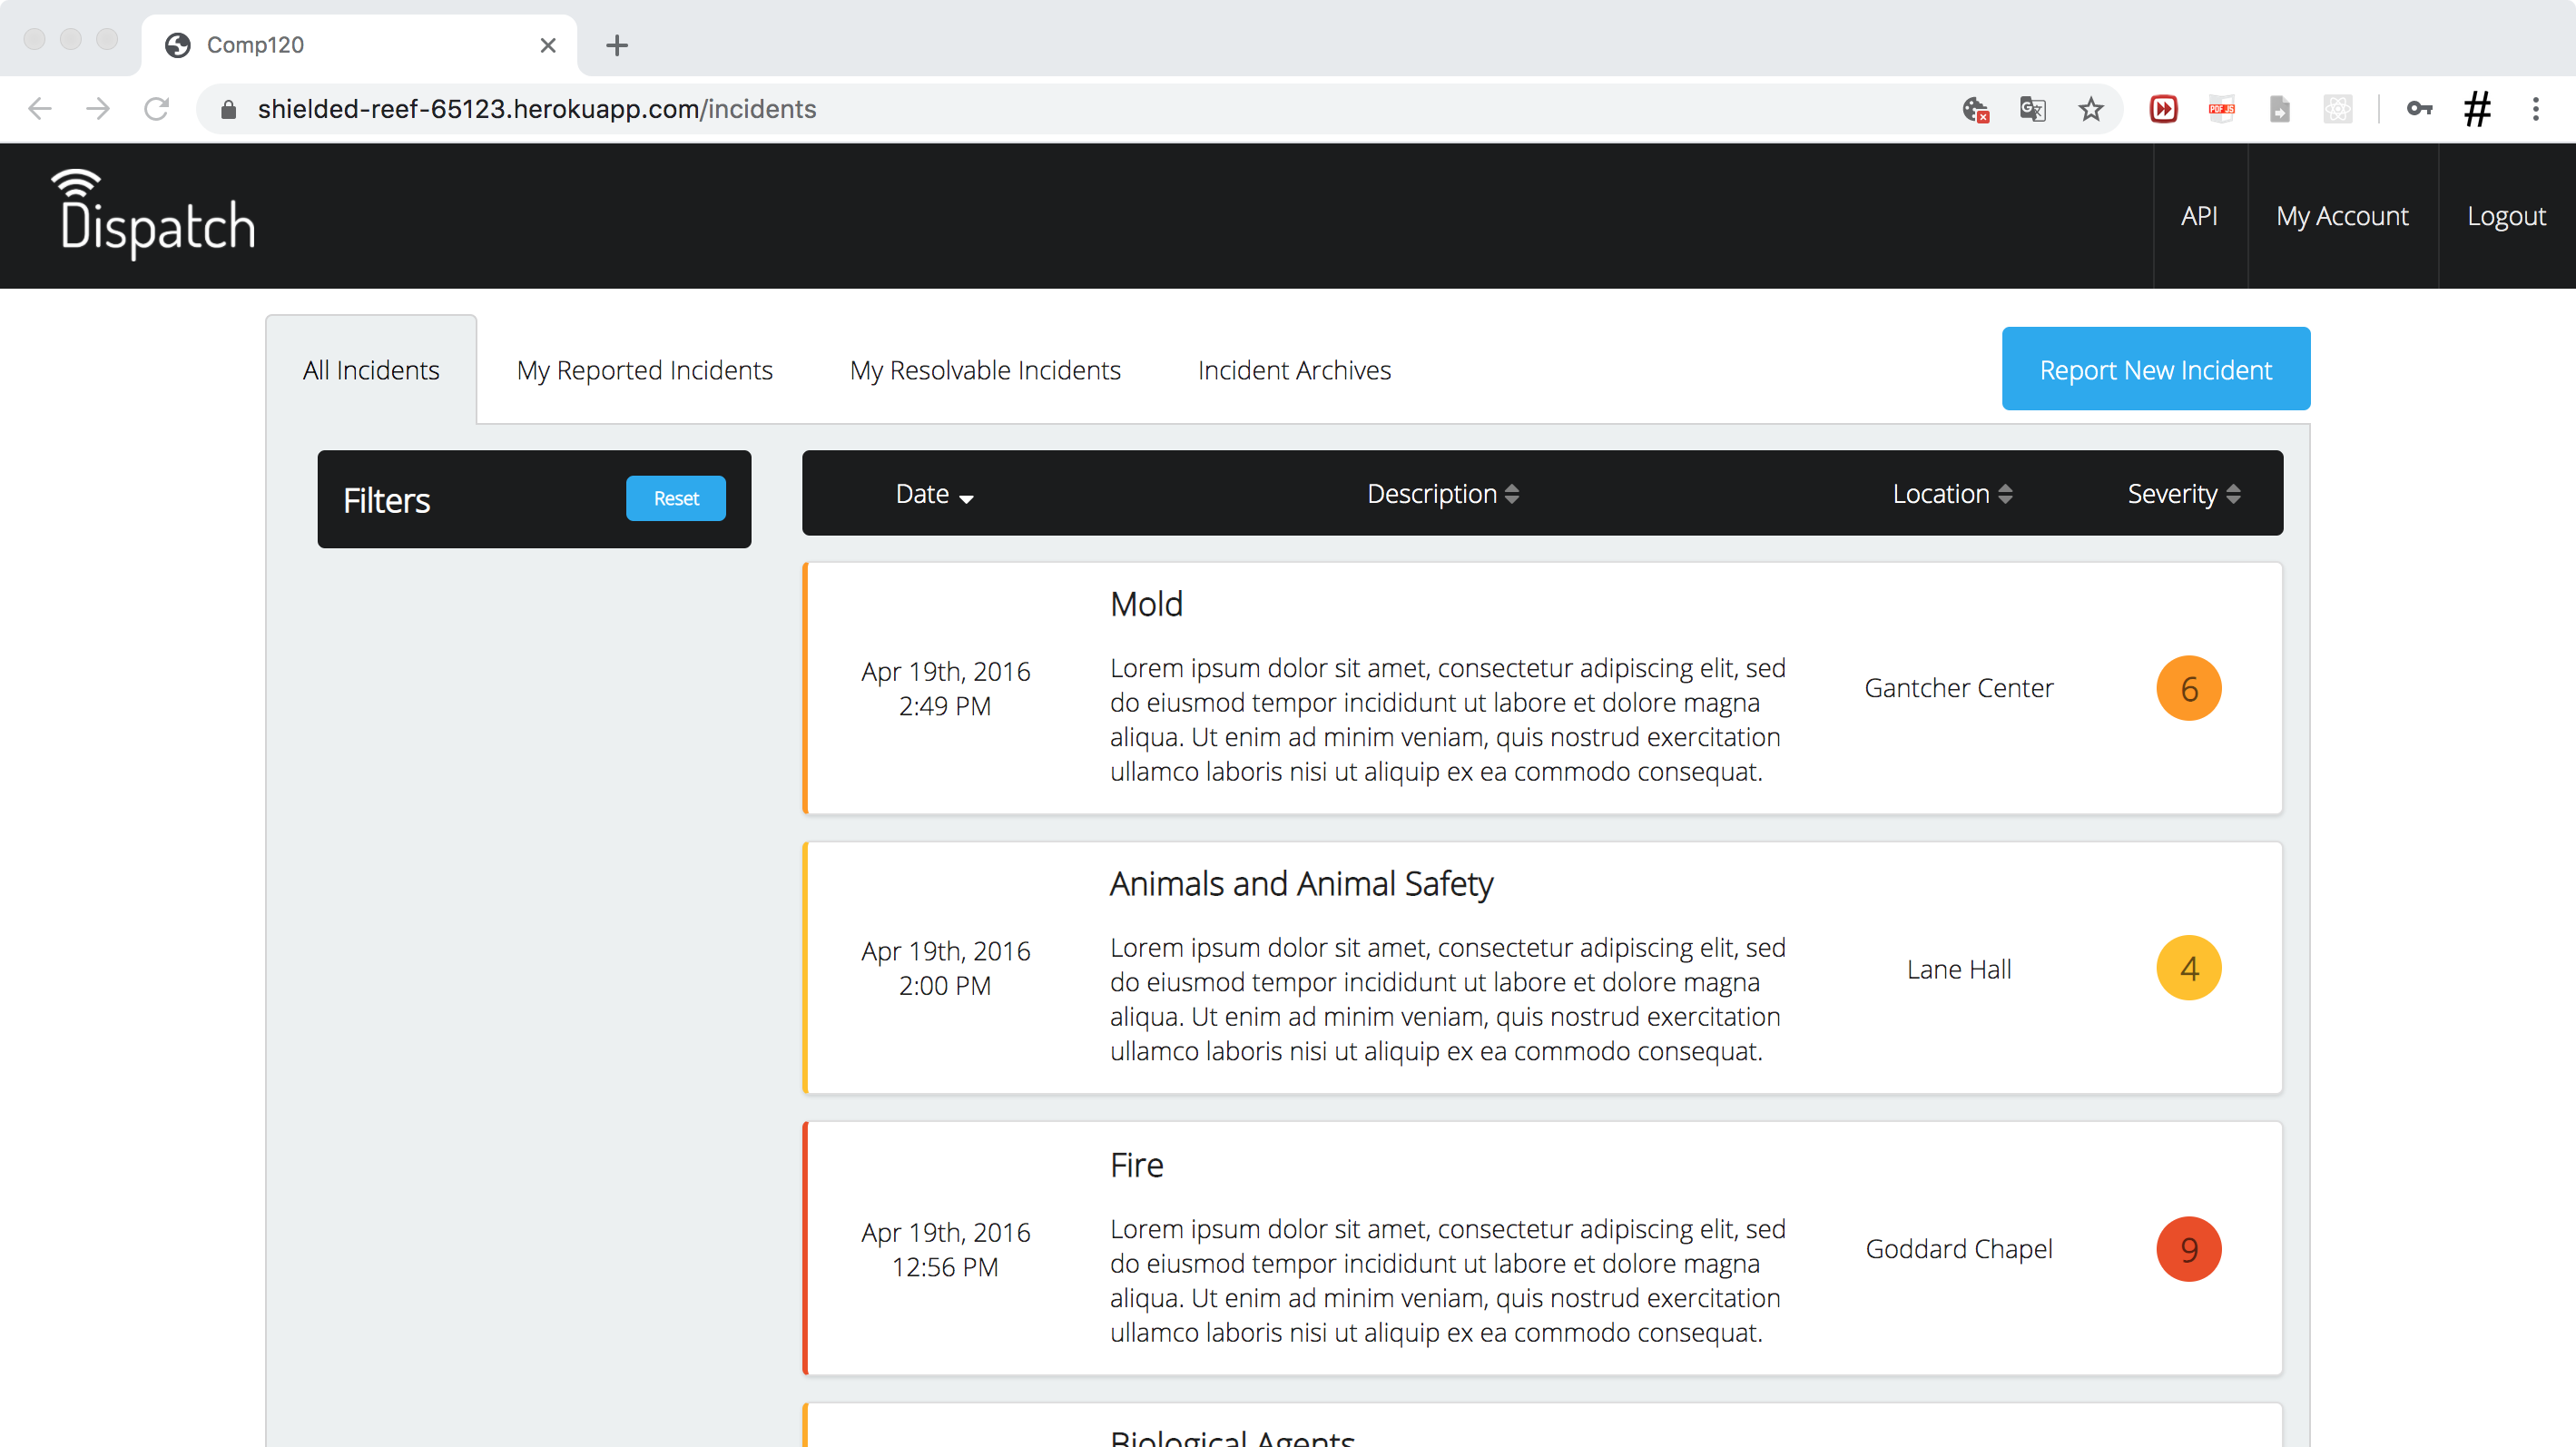 Comp120
shielded-reef-65123.herokuapp.com/incidents
PDF JS
#
Dispatch
API
My Account
Logout
All Incidents
My Reported Incidents
My Resolvable Incidents
Incident Archives
Report New Incident
Filters
Reset
Date
Description
Location
Severity
Mold
Apr 19th, 2016
2:49 PM
Lorem ipsum dolor sit amet, consectetur adipiscing elit, sed
do eiusmod tempor incididunt ut labore et dolore magna
aliqua. Ut enim ad minim veniam, quis nostrud exercitation
ullamco laboris nisi ut aliquip ex ea commodo consequat.
Gantcher Center
6
Animals and Animal Safety
Apr 19th, 2016
2:00 PM
Lorem ipsum dolor sit amet, consectetur adipiscing elit, sed
do eiusmod tempor incididunt ut labore et dolore magna
aliqua. Ut enim ad minim veniam, quis nostrud exercitation
ullamco laboris nisi ut aliquip ex ea commodo consequat.
Lane Hall
4
Fire
Apr 19th, 2016
12:56 PM
Lorem ipsum dolor sit amet, consectetur adipiscing elit, sed
do eiusmod tempor incididunt ut labore et dolore magna
aliqua. Ut enim ad minim veniam, quis nostrud exercitation
ullamco laboris nisi ut aliquip ex ea commodo consequat.
Goddard Chapel
9
Biological Agents